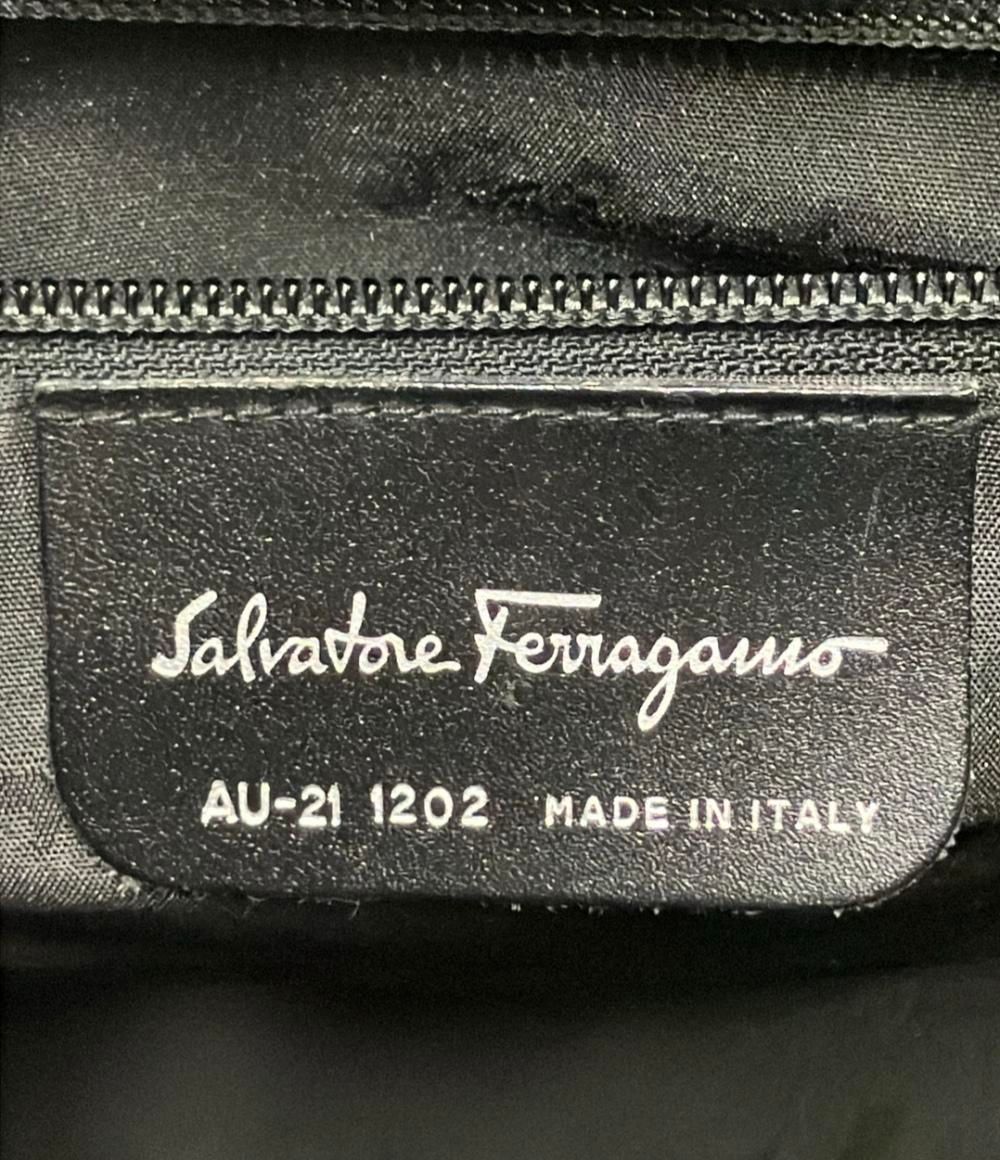 Salvatore Ferragamo
AU-21 1202 MADE IN ITALY